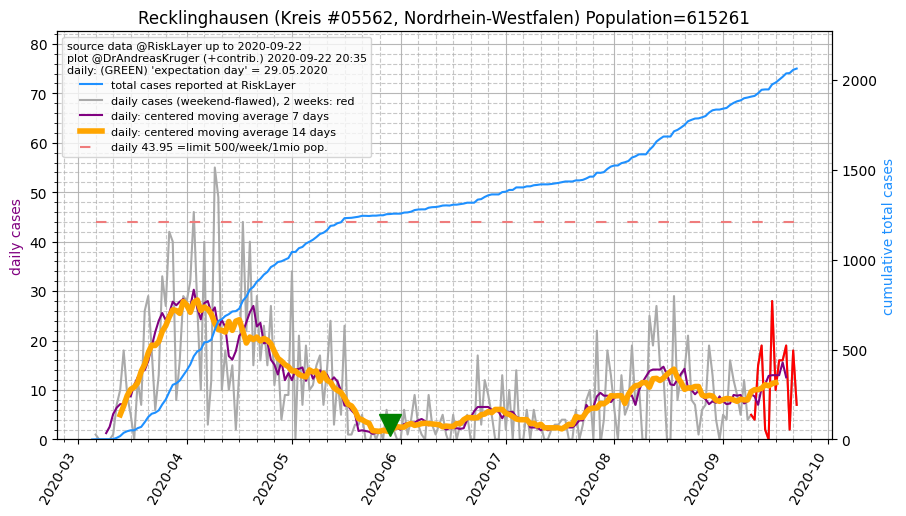 Recklinghausen (Kreis #05562, Nordrhein-Westfalen) Population=615261
source data @RiskLayer up to 2020-09-22
plot @DrAndreasKruger (+contrib.) 2020-09-22 20:35
daily: (GREEN) 'expectation day' = 29.05.2020
total cases reported at RiskLayer
daily cases (weekend-flawed), 2 weeks: red
daily: centered moving average 7 days
daily: centered moving average 14 days
daily 43.95 =limit 500/week/1mio pop.
daily cases
80
70
60
50
40
30
20
10
0
cumulative total cases
2000
1500
1000
500
0
2020-03
2020-04
2020-05
2020-06
2020-07
2020-08
2020-09
2020-10